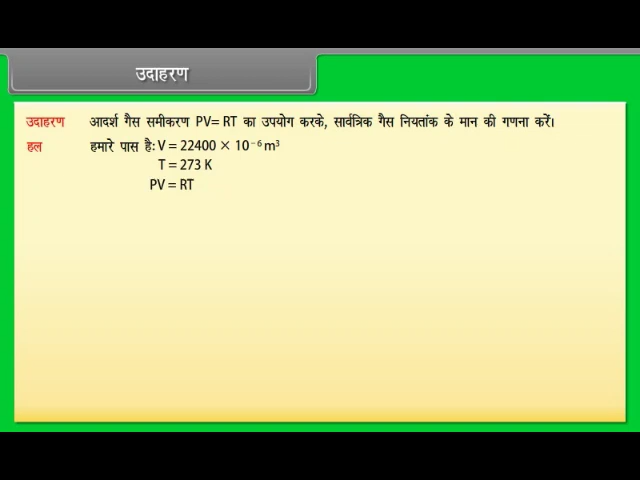 उदाहरण
उदाहरण आदर्श गैस समीकरण PV= RT का उपयोग करके, सार्वत्रिक गैस नियतांक के मान की गणना करें।
हल हमारे पास है: V = 22400 × 10⁻⁶ m³
T = 273 K
PV = RT